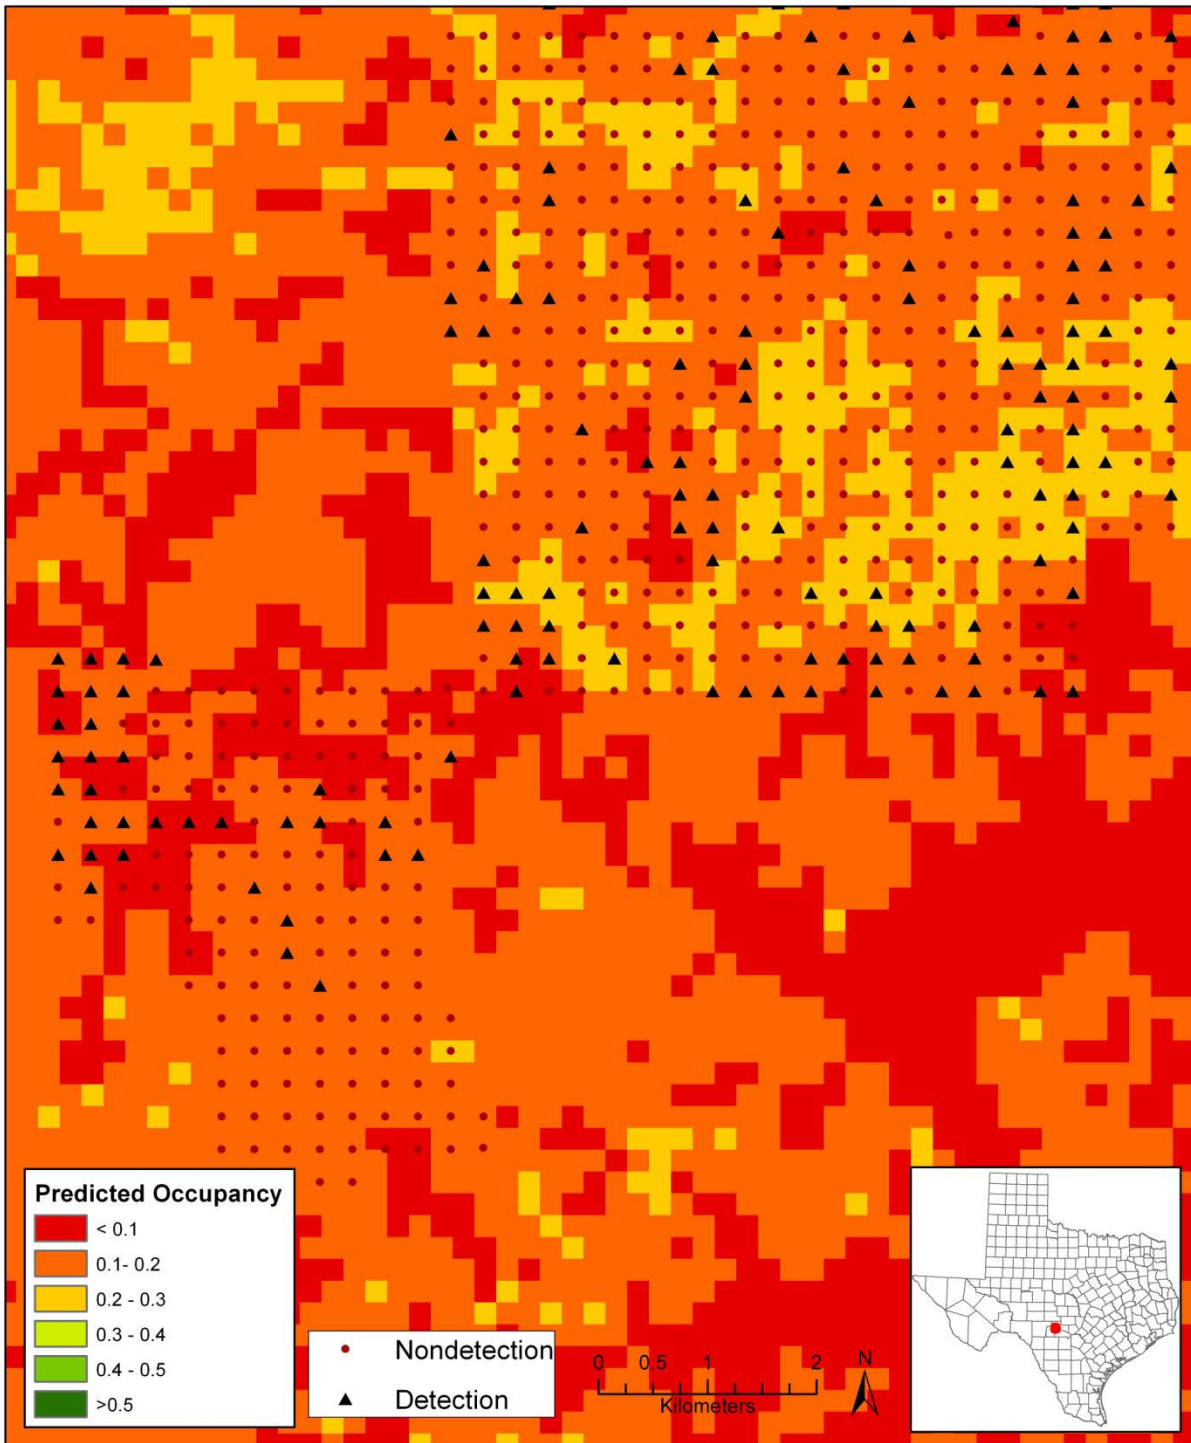 Predicted Occupancy
< 0.1
0.1- 0.2
0.2 - 0.3
0.3 - 0.4
0.4 - 0.5
>0.5
Nondetection
Detection
0 0.5 1 2
Kilometers
N